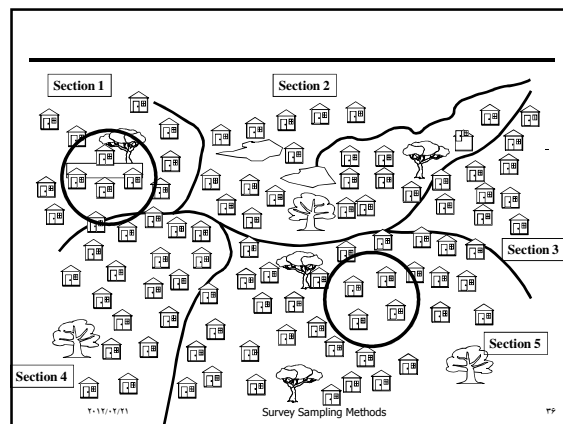 Section 1
Section 2
Section 3
Section 5
Section 4
۲۰۱۲/۰۲/۲۱
Survey Sampling Methods
۳۶